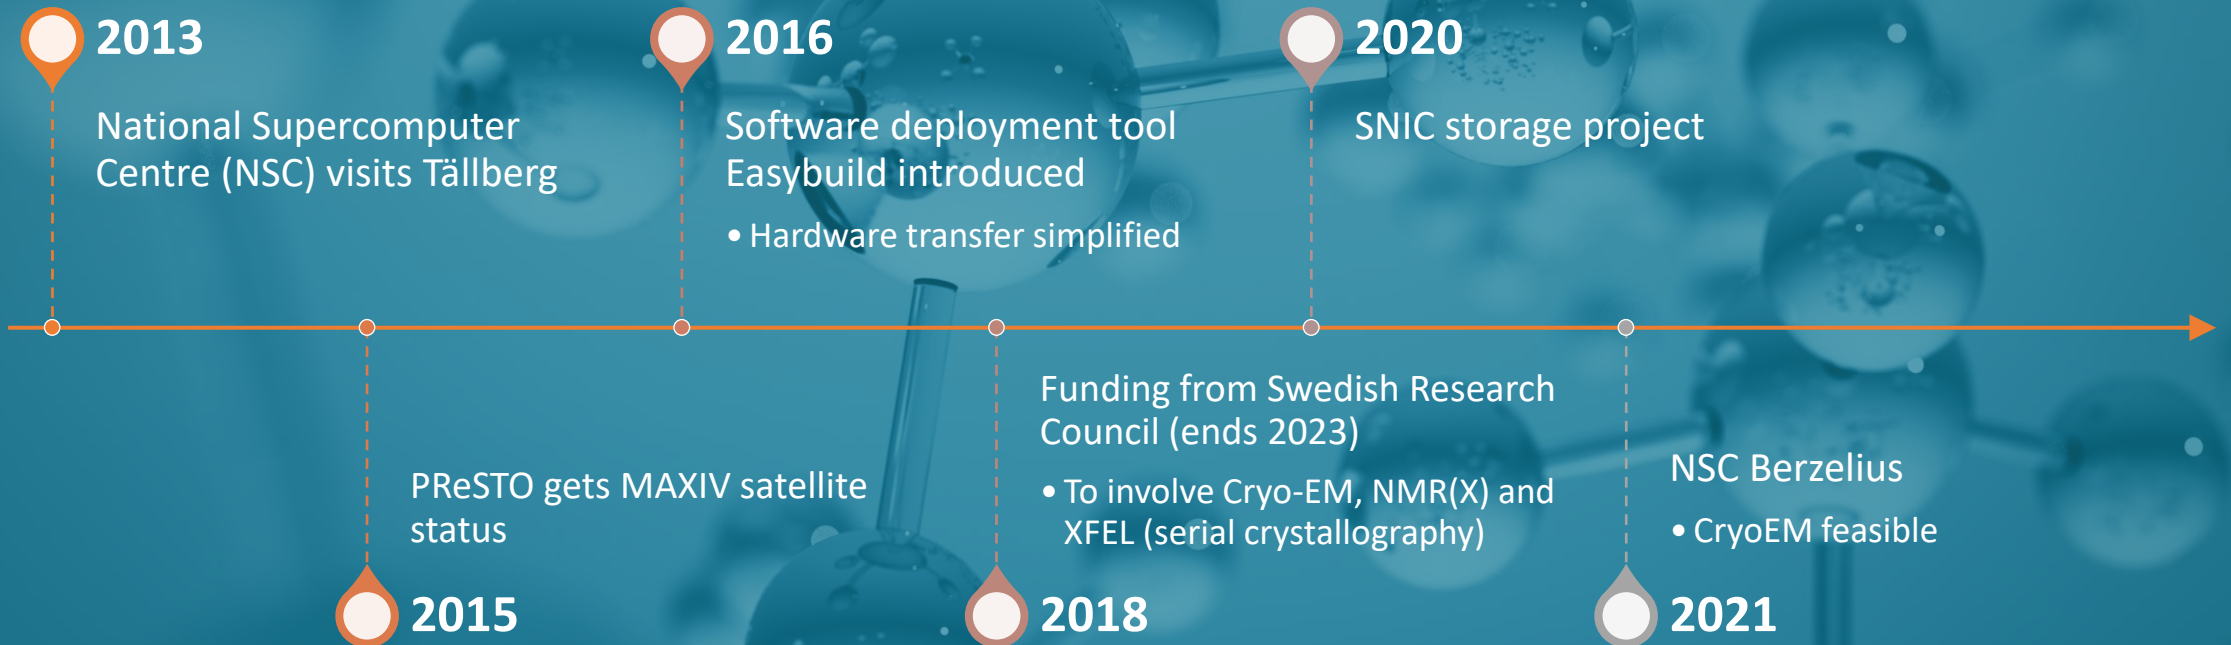 2013
National Supercomputer
Centre (NSC) visits Tällberg
2015
PReSTO gets MAXIV satellite
status
2016
Software deployment tool
Easybuild introduced
• Hardware transfer simplified
2018
Funding from Swedish Research
Council (ends 2023)
• To involve Cryo-EM, NMR(X) and
XFEL (serial crystallography)
2020
SNIC storage project
2021
NSC Berzelius
• CryoEM feasible